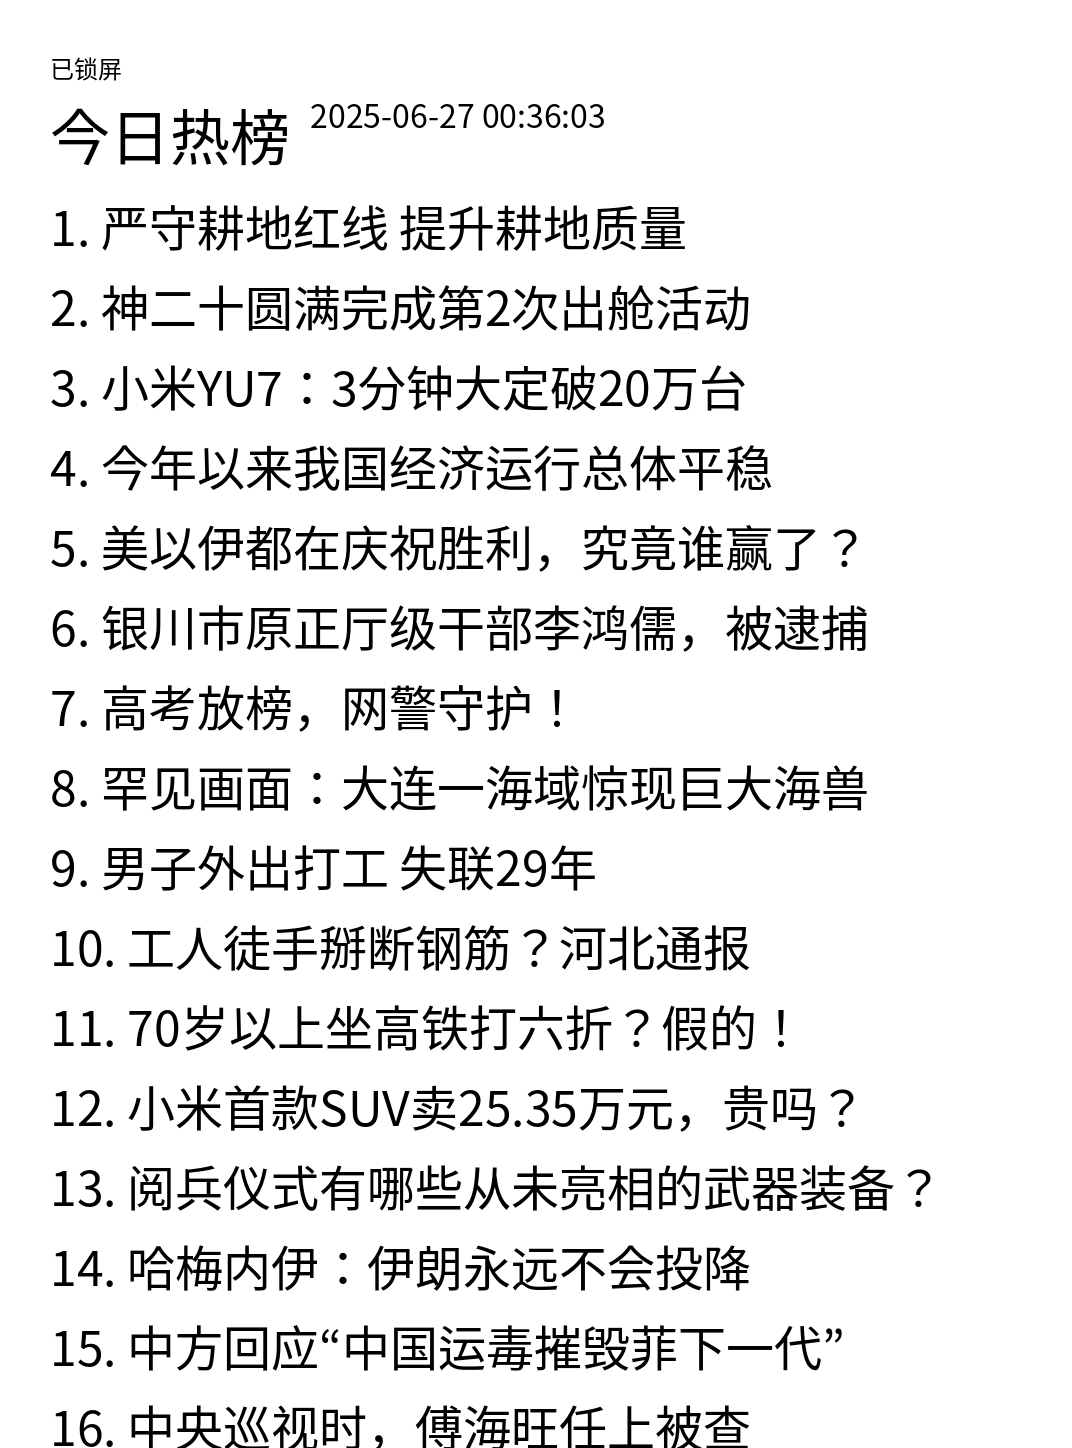 已锁屏
今日热榜 2025-06-27 00:36:03
1. 严守耕地红线 提升耕地质量
2. 神二十圆满完成第2次出舱活动
3. 小米YU7：3分钟大定破20万台
4. 今年以来我国经济运行总体平稳
5. 美以伊都在庆祝胜利，究竟谁赢了？
6. 银川市原正厅级干部李鸿儒，被逮捕
7. 高考放榜，网警守护！
8. 罕见画面：大连一海域惊现巨大海兽
9. 男子外出打工 失联29年
10. 工人徒手掰断钢筋？河北通报
11. 70岁以上坐高铁打六折？假的！
12. 小米首款SUV卖25.35万元，贵吗？
13. 阅兵仪式有哪些从未亮相的武器装备？
14. 哈梅内伊：伊朗永远不会投降
15. 中方回应“中国运毒摧毁菲下一代”
16. 中央巡视时，傅海旺任上被查